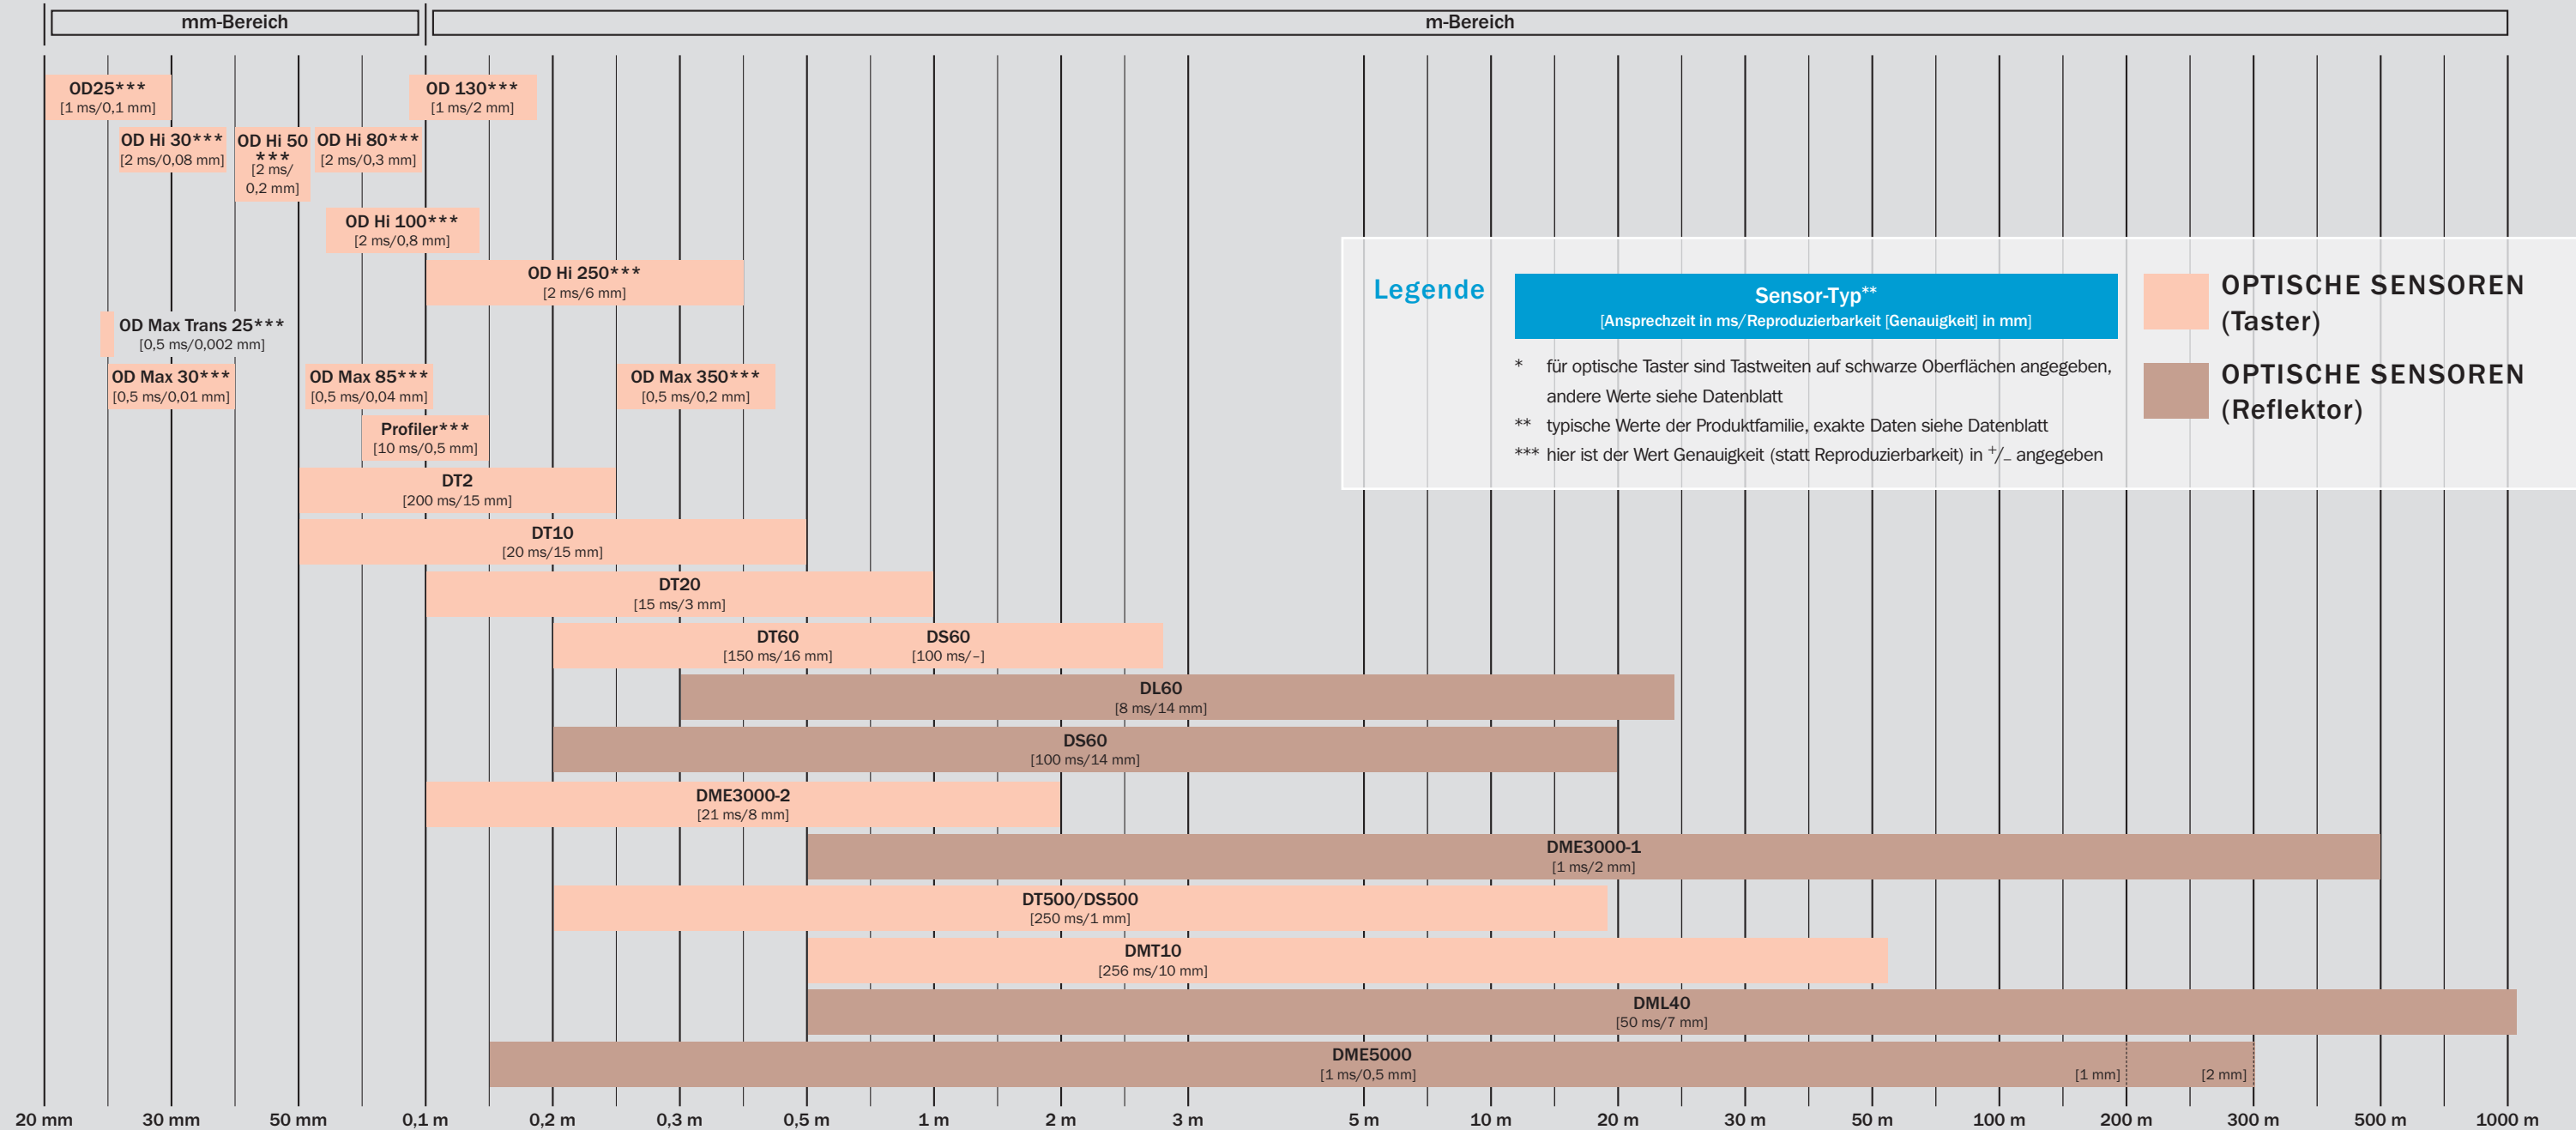 mm-Bereich
m-Bereich
OD25***
[1 ms/0,1 mm]
OD 130***
[1 ms/2 mm]
OD Hi 30***
[2 ms/0,08 mm]
OD Hi 50
***
[2 ms/
0,2 mm]
OD Hi 80***
[2 ms/0,3 mm]
OD Hi 100***
[2 ms/0,8 mm]
OD Hi 250***
[2 ms/6 mm]
OD Max Trans 25***
[0,5 ms/0,002 mm]
OD Max 30***
[0,5 ms/0,01 mm]
OD Max 85***
[0,5 ms/0,04 mm]
OD Max 350***
[0,5 ms/0,2 mm]
Profiler***
[10 ms/0,5 mm]
DT2
[200 ms/15 mm]
DT10
[20 ms/15 mm]
DT20
[15 ms/3 mm]
DT60
[150 ms/16 mm]
DS60
[100 ms/–]
DL60
[8 ms/14 mm]
DS60
[100 ms/14 mm]
DME3000-2
[21 ms/8 mm]
DME3000-1
[1 ms/2 mm]
DT500/DS500
[250 ms/1 mm]
DMT10
[256 ms/10 mm]
DML40
[50 ms/7 mm]
DME5000
[1 ms/0,5 mm]
[1 mm]
[2 mm]
Legende
Sensor-Typ**
[Ansprechzeit in ms/Reproduzierbarkeit [Genauigkeit] in mm]
* für optische Taster sind Tastweiten auf schwarze Oberflächen angegeben,
andere Werte siehe Datenblatt
** typische Werte der Produktfamilie, exakte Daten siehe Datenblatt
*** hier ist der Wert Genauigkeit (statt Reproduzierbarkeit) in +/– angegeben
OPTISCHE SENSOREN
(Taster)
OPTISCHE SENSOREN
(Reflektor)
20 mm 30 mm 50 mm 0,1 m 0,2 m 0,3 m 0,5 m 1 m 2 m 3 m 5 m 10 m 20 m 30 m 50 m 100 m 200 m 300 m 500 m 1000 m